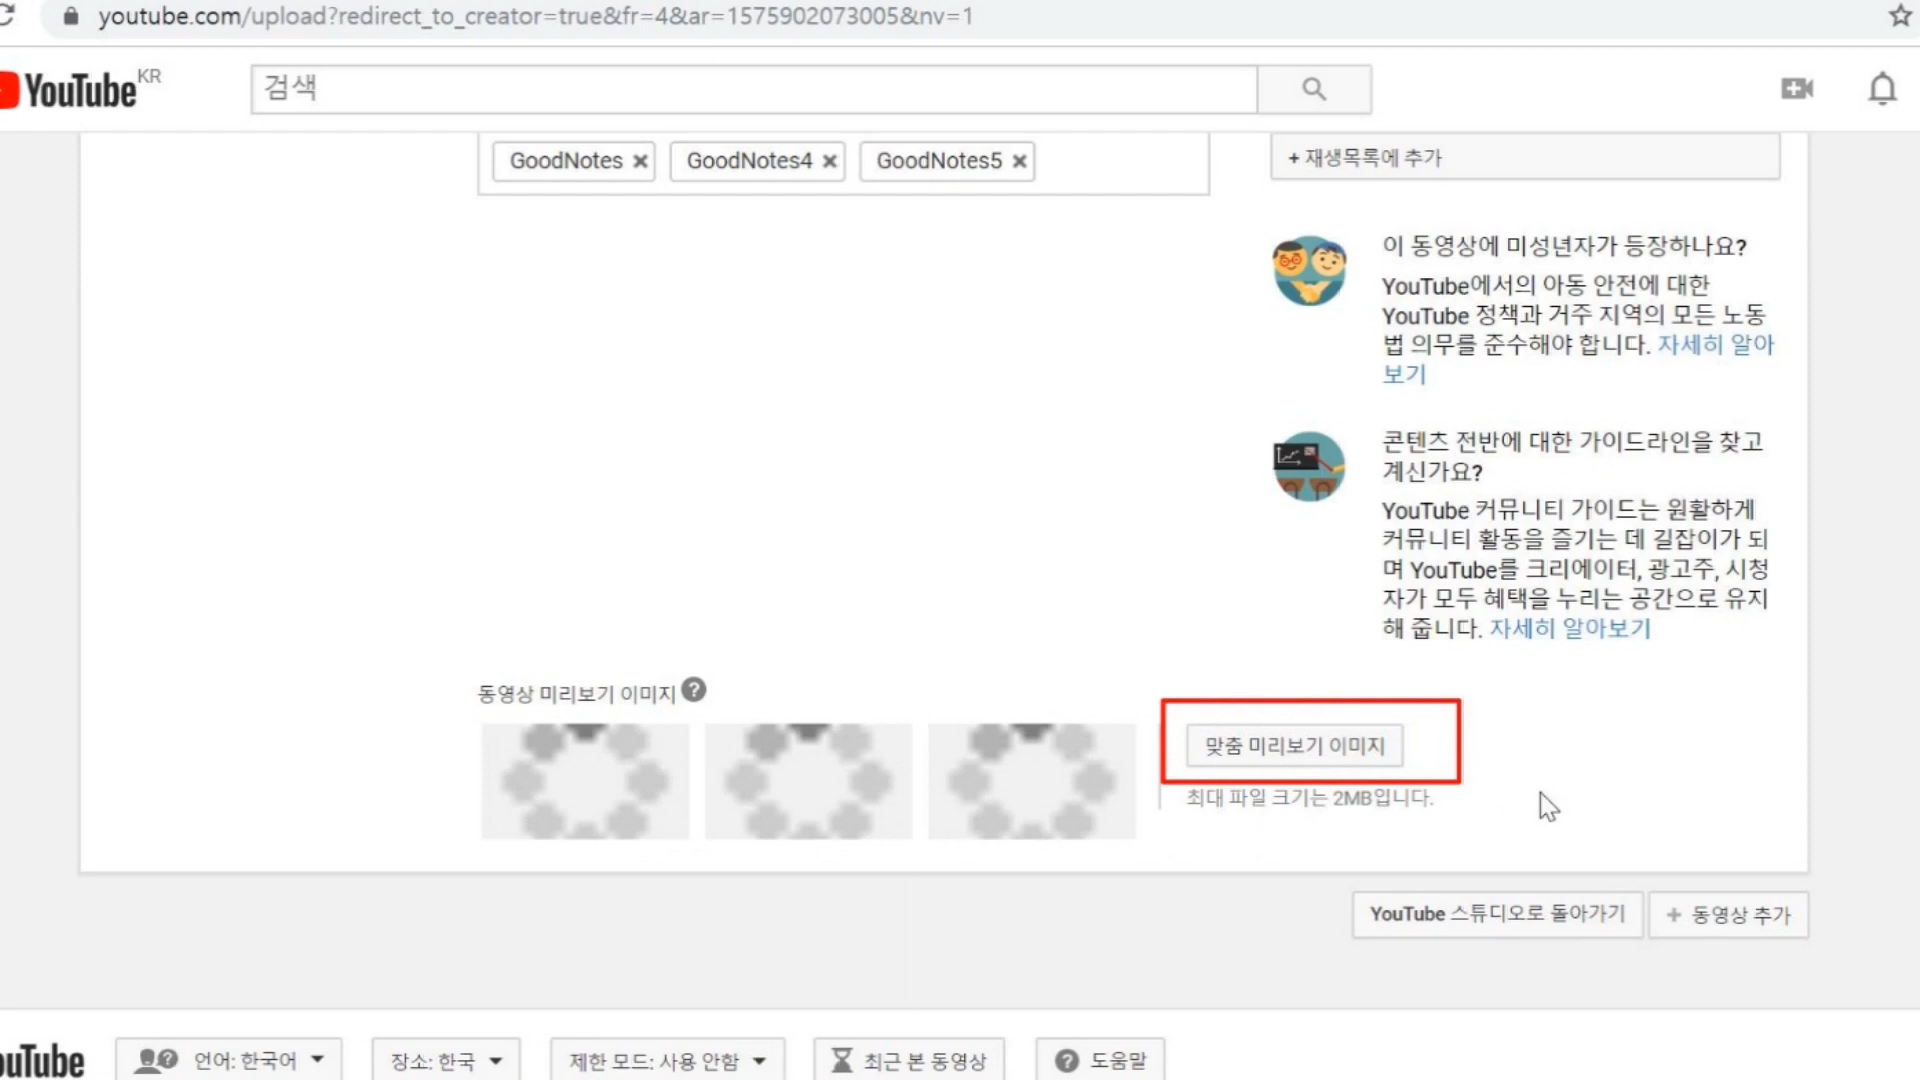 youtube.com/upload?redirect_to_creator=true&fr=4&ar=1575902073005&nv=1
YouTube KR
검색
GoodNotes × GoodNotes4 × GoodNotes5 ×
+ 재생목록에 추가
이 동영상에 미성년자가 등장하나요?
YouTube에서의 아동 안전에 대한
YouTube 정책과 거주 지역의 모든 노동
법 의무를 준수해야 합니다. 자세히 알아
보기
콘텐츠 전반에 대한 가이드라인을 찾고
계신가요?
YouTube 커뮤니티 가이드는 원활하게
커뮤니티 활동을 즐기는 데 길잡이가 되
며 YouTube를 크리에이터, 광고주, 시청
자가 모두 혜택을 누리는 공간으로 유지
해 줍니다. 자세히 알아보기
동영상 미리보기 이미지 ?
맞춤 미리보기 이미지
최대 파일 크기는 2MB입니다.
YouTube 스튜디오로 돌아가기
+ 동영상 추가
ouTube
언어: 한국어
장소: 한국
제한 모드: 사용 안함
최근 본 동영상
? 도움말